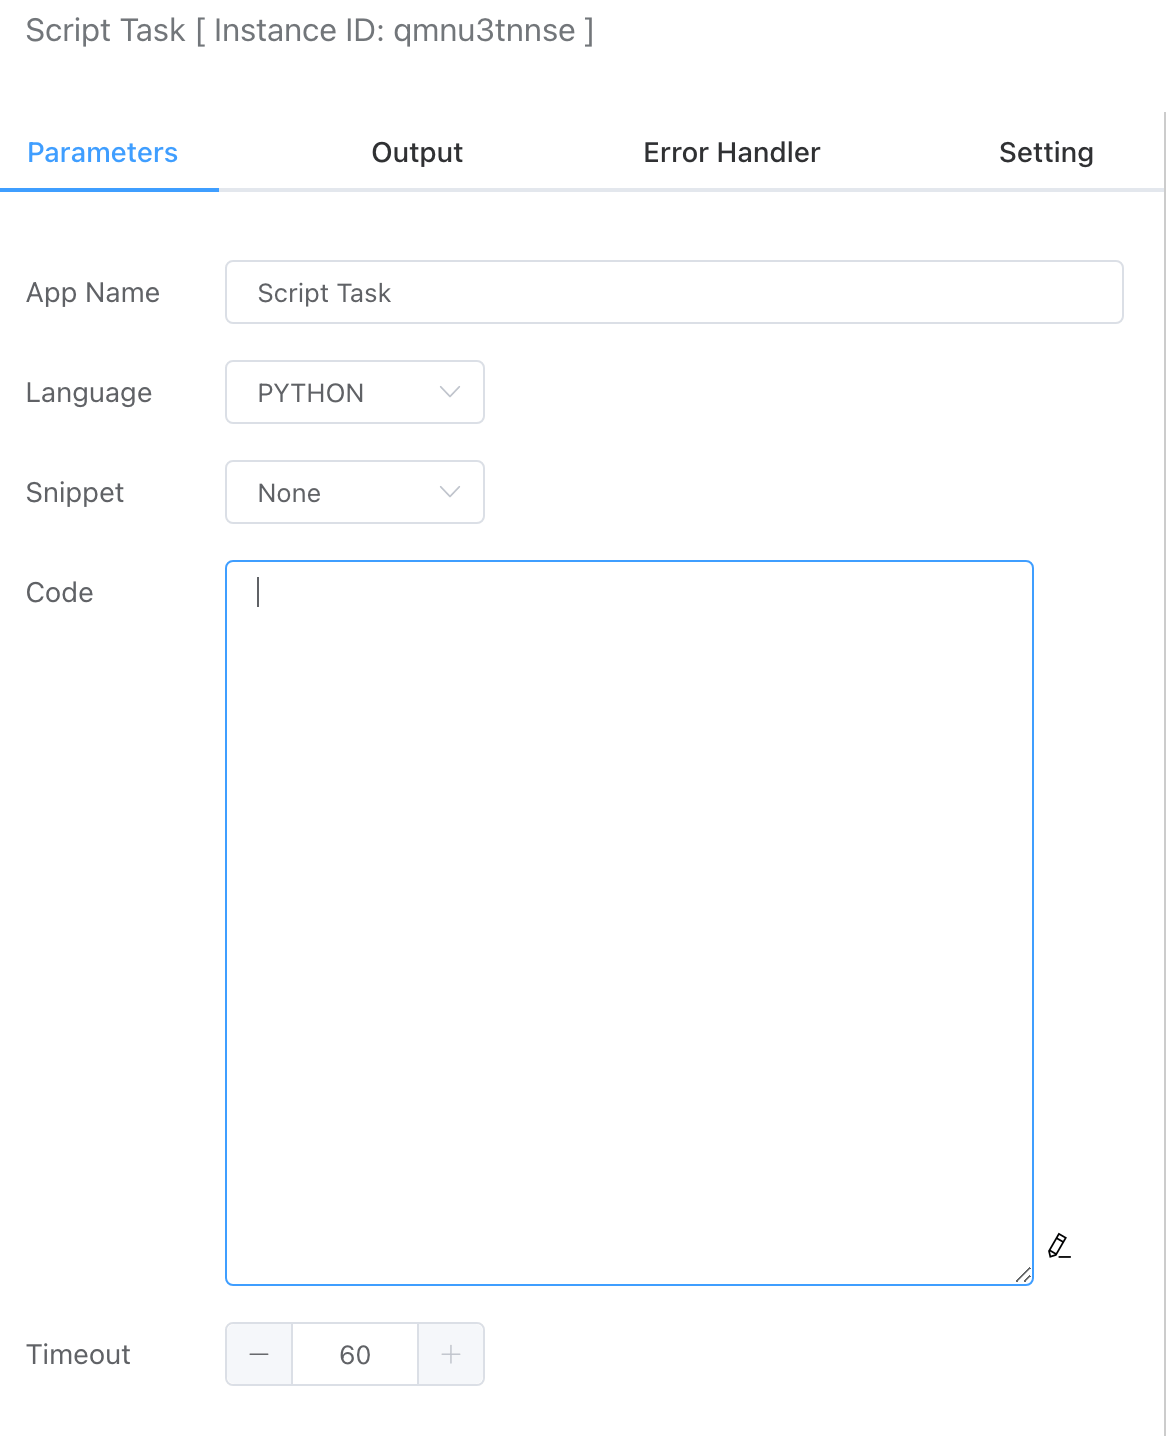 Script Task [ Instance ID: qmnu3tnnse ]
Parameters Output Error Handler Setting
App Name Script Task
Language PYTHON
Snippet None
Code
Timeout 60